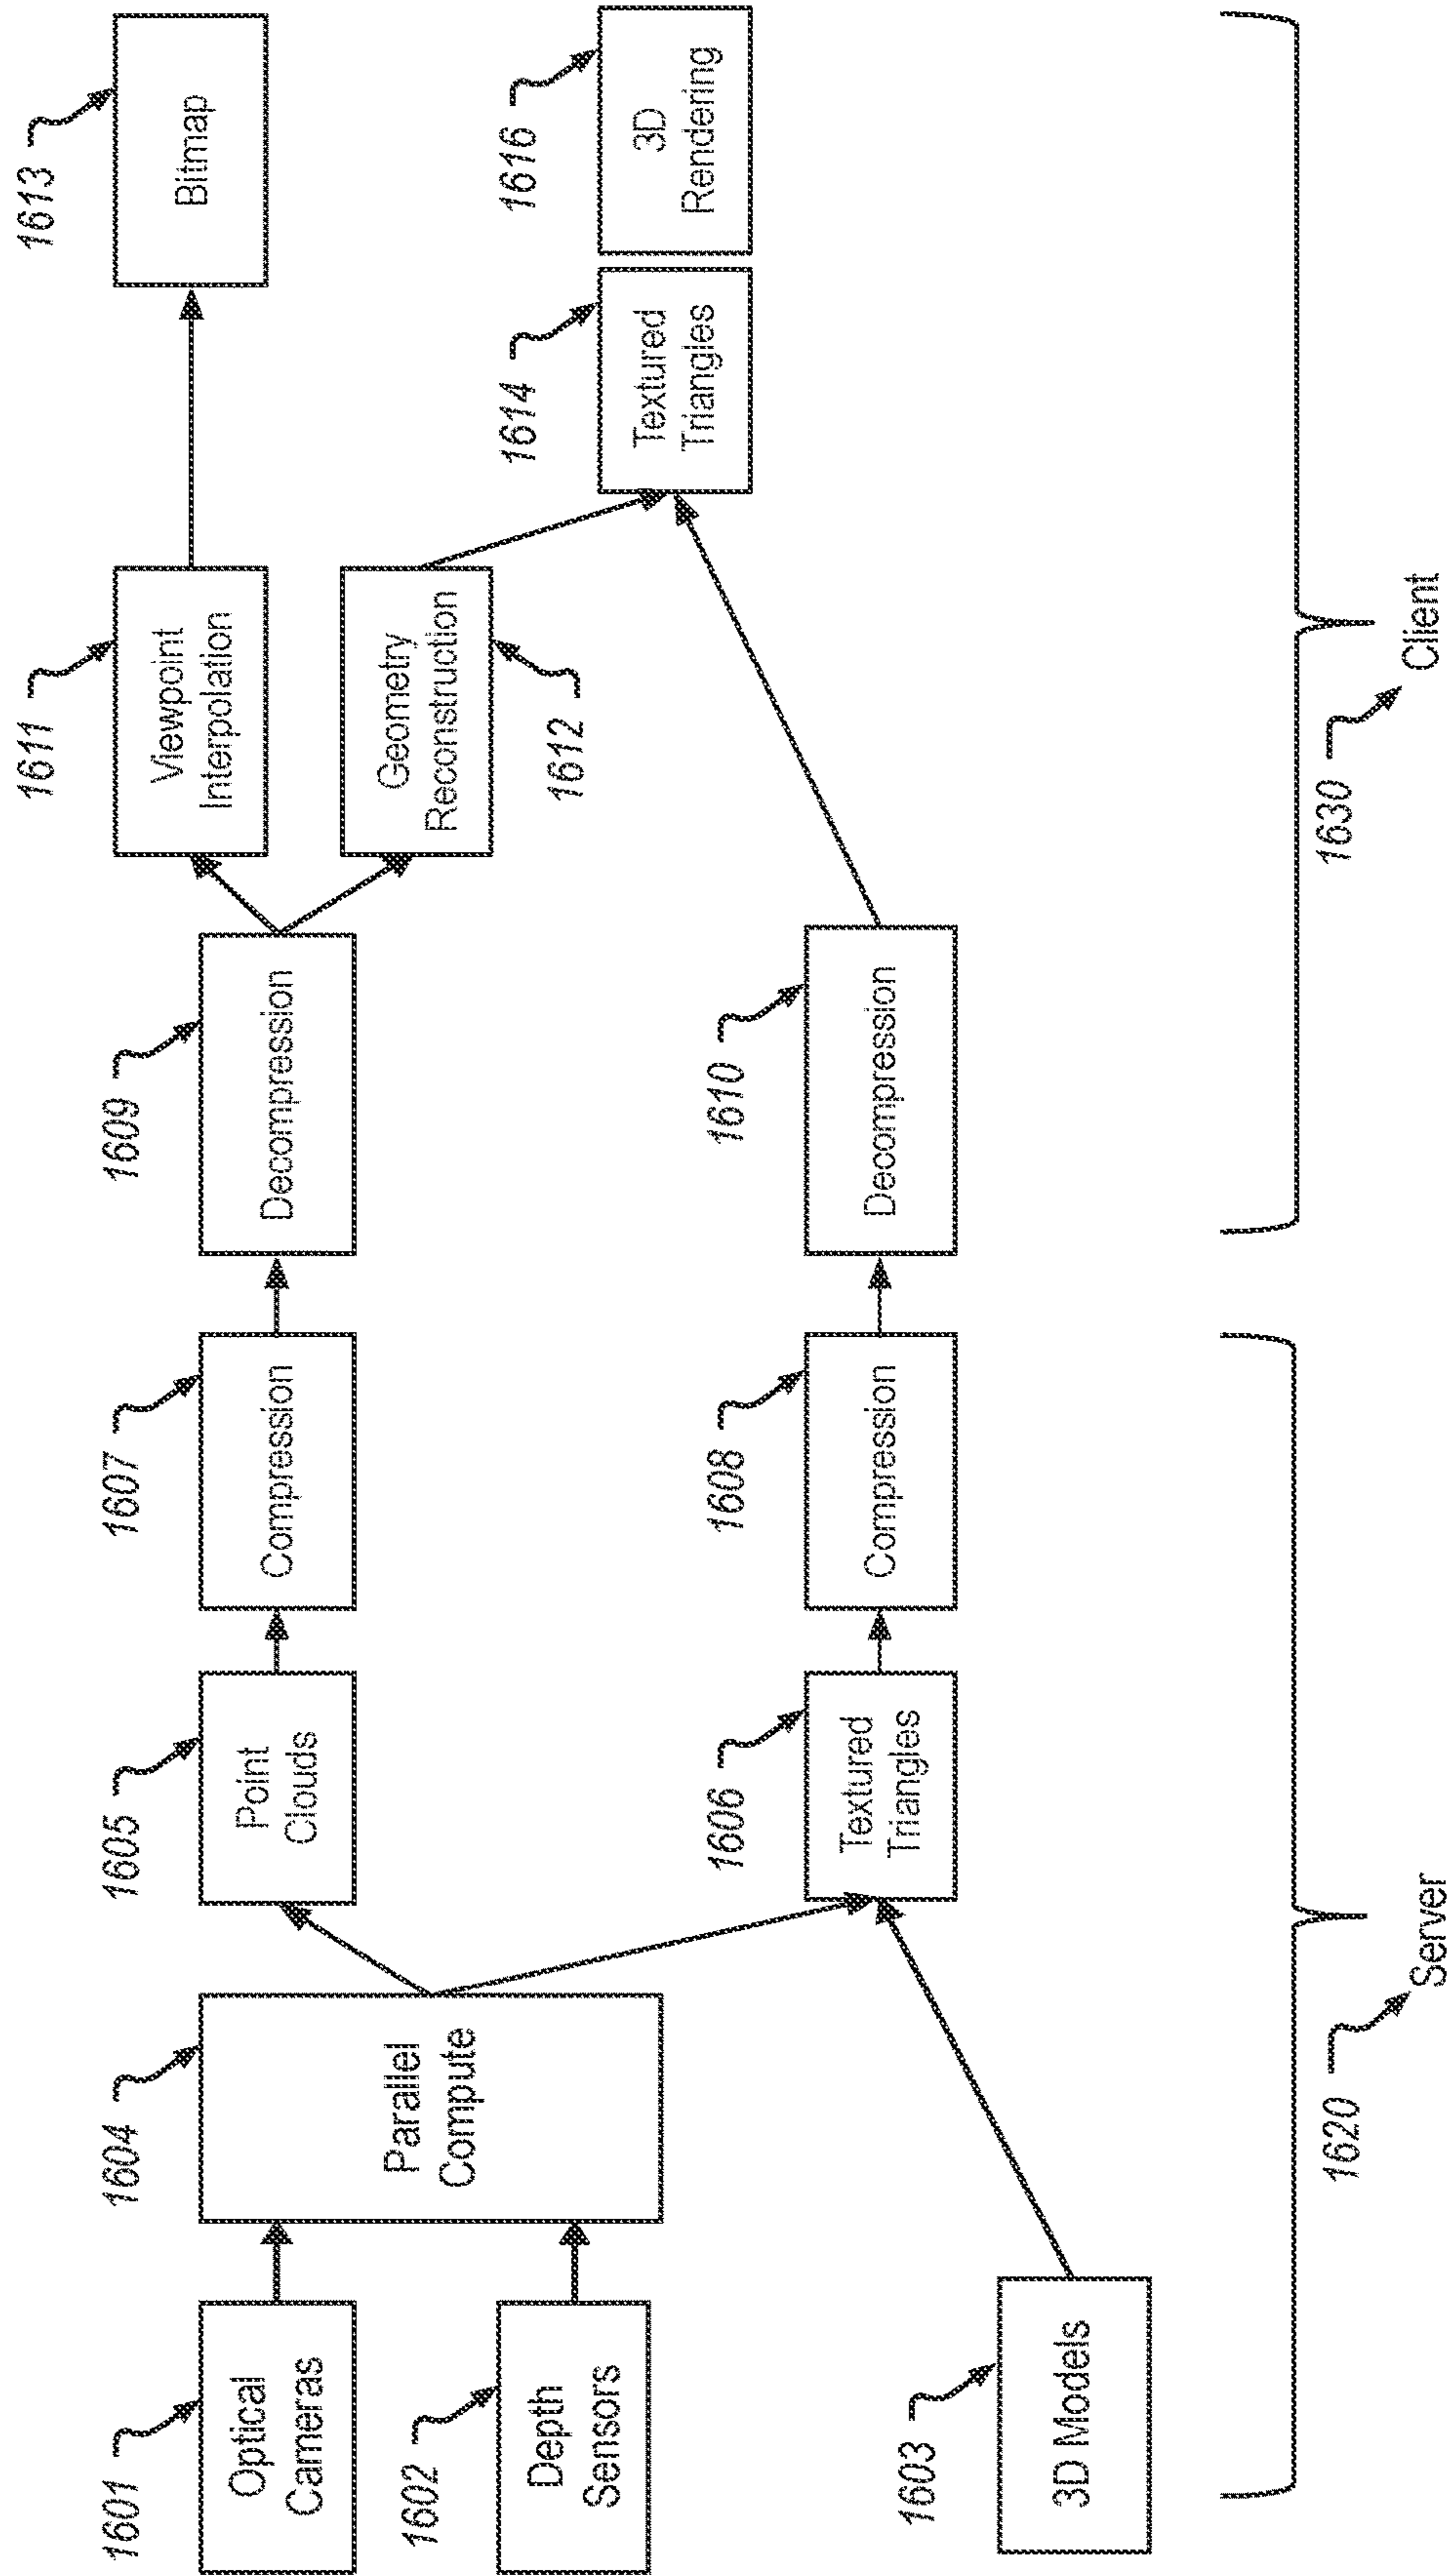 1601
Optical
Cameras
1602
Depth
Sensors
1603
3D Models
1604
Parallel
Compute
1605
Point
Clouds
1606
Textured
Triangles
1607
Compression
1608
Compression
1609
Decompression
1610
Decompression
1611
Viewpoint
Interpolation
Geometry
Reconstruction
1612
1613
Bitmap
1614
Textured
Triangles
1616
3D
Rendering
1620
Server
1630
Client